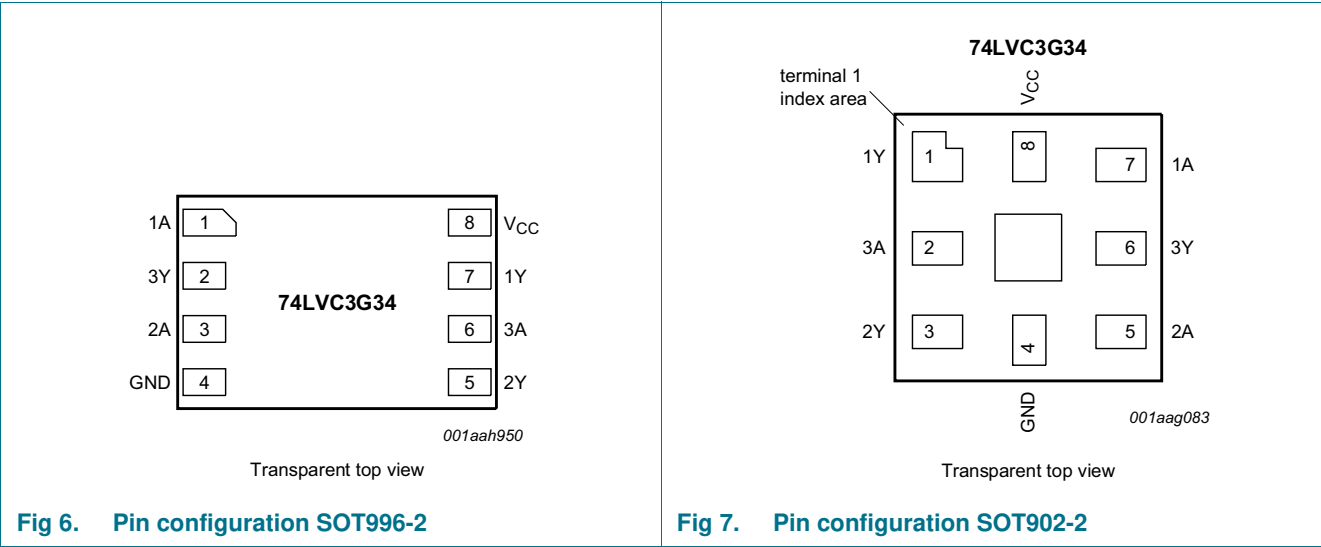 1A 1 8 VCC
3Y 2 7 1Y
74LVC3G34
2A 3 6 3A
GND 4 5 2Y
001aah950
Transparent top view
Fig 6. Pin configuration SOT996-2
74LVC3G34
terminal 1
index area
VCC
1Y 1 8 7 1A
3A 2 6 3Y
2Y 3 4 5 2A
GND
001aag083
Transparent top view
Fig 7. Pin configuration SOT902-2